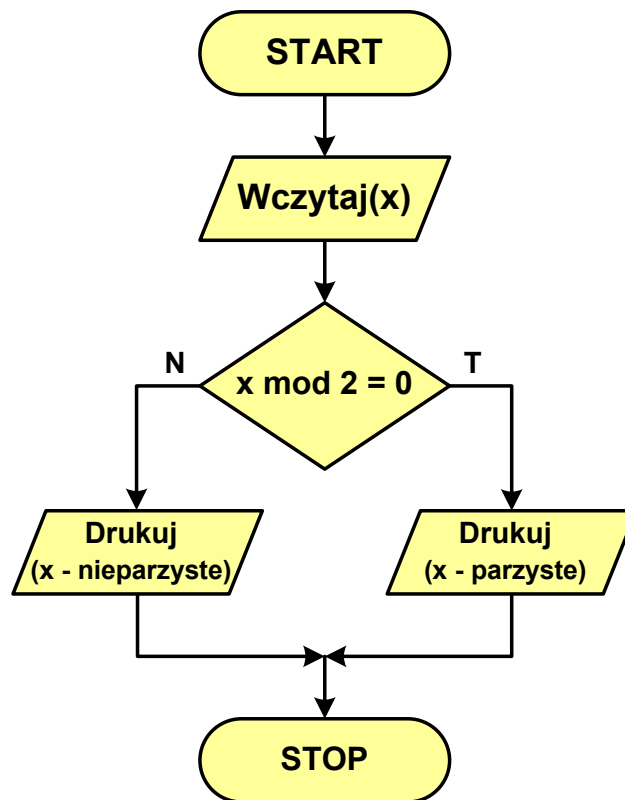 START
Wczytaj(x)
N
T
x mod 2 = 0
Drukuj
(x - nieparzyste)
Drukuj
(x - parzyste)
STOP